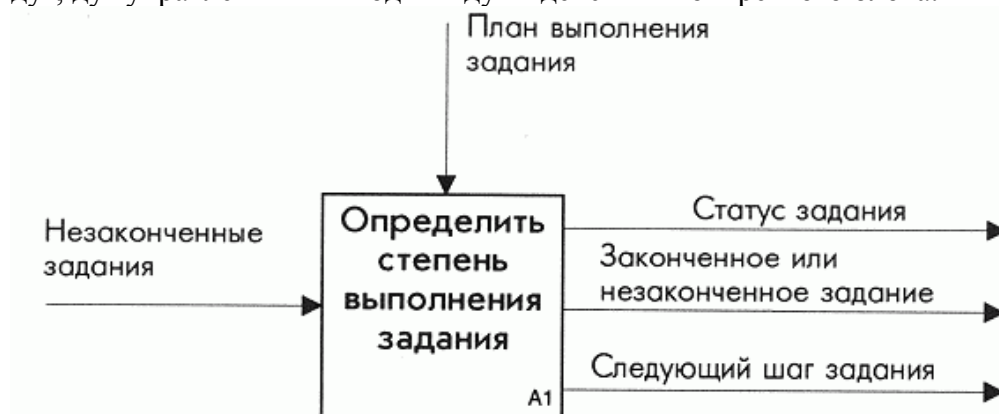 План выполнения
задания
Определить
степень
выполнения
задания
A1
Незаконченные
задания
Статус задания
Законченное или
незаконченное задание
Следующий шаг задания